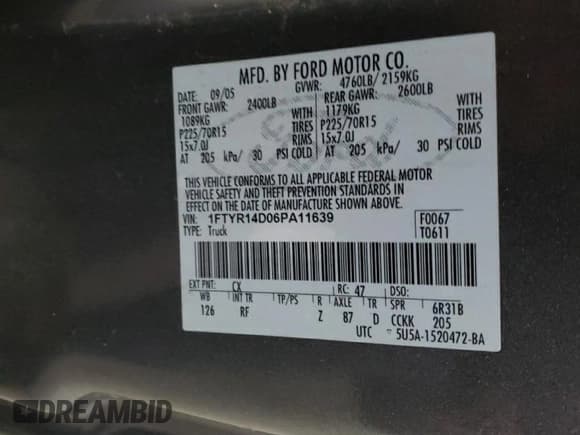 MFD. BY FORD MOTOR CO.
DATE: 09/05 GVWR: 4760LB/ 2159KG
FRONT GAWR: 2400LB REAR GAWR: 2600LB
1089KG WITH 1179KG WITH
P225/70R15 TIRES P225/70R15 TIRES
15x7.0J RIMS 15x7.0J RIMS
AT 205 kPa/ 30 PSI COLD AT 205 kPa/ 30 PSI COLD
THIS VEHICLE CONFORMS TO ALL APPLICABLE FEDERAL MOTOR
VEHICLE SAFETY AND THEFT PREVENTION STANDARDS IN
EFFECT ON THE DATE OF MANUFACTURE SHOWN ABOVE.
VIN: 1FTYR14D06PA11639 F0067
TYPE: Truck T0611
EXT PNT: CX RC: 47 DSO:
WB INT TR TP/PS R AXLE TR SPR 6R31B
126 RF Z 87 D CCKK 205
UTC 5U5A-1520472-BA
DREAMBID